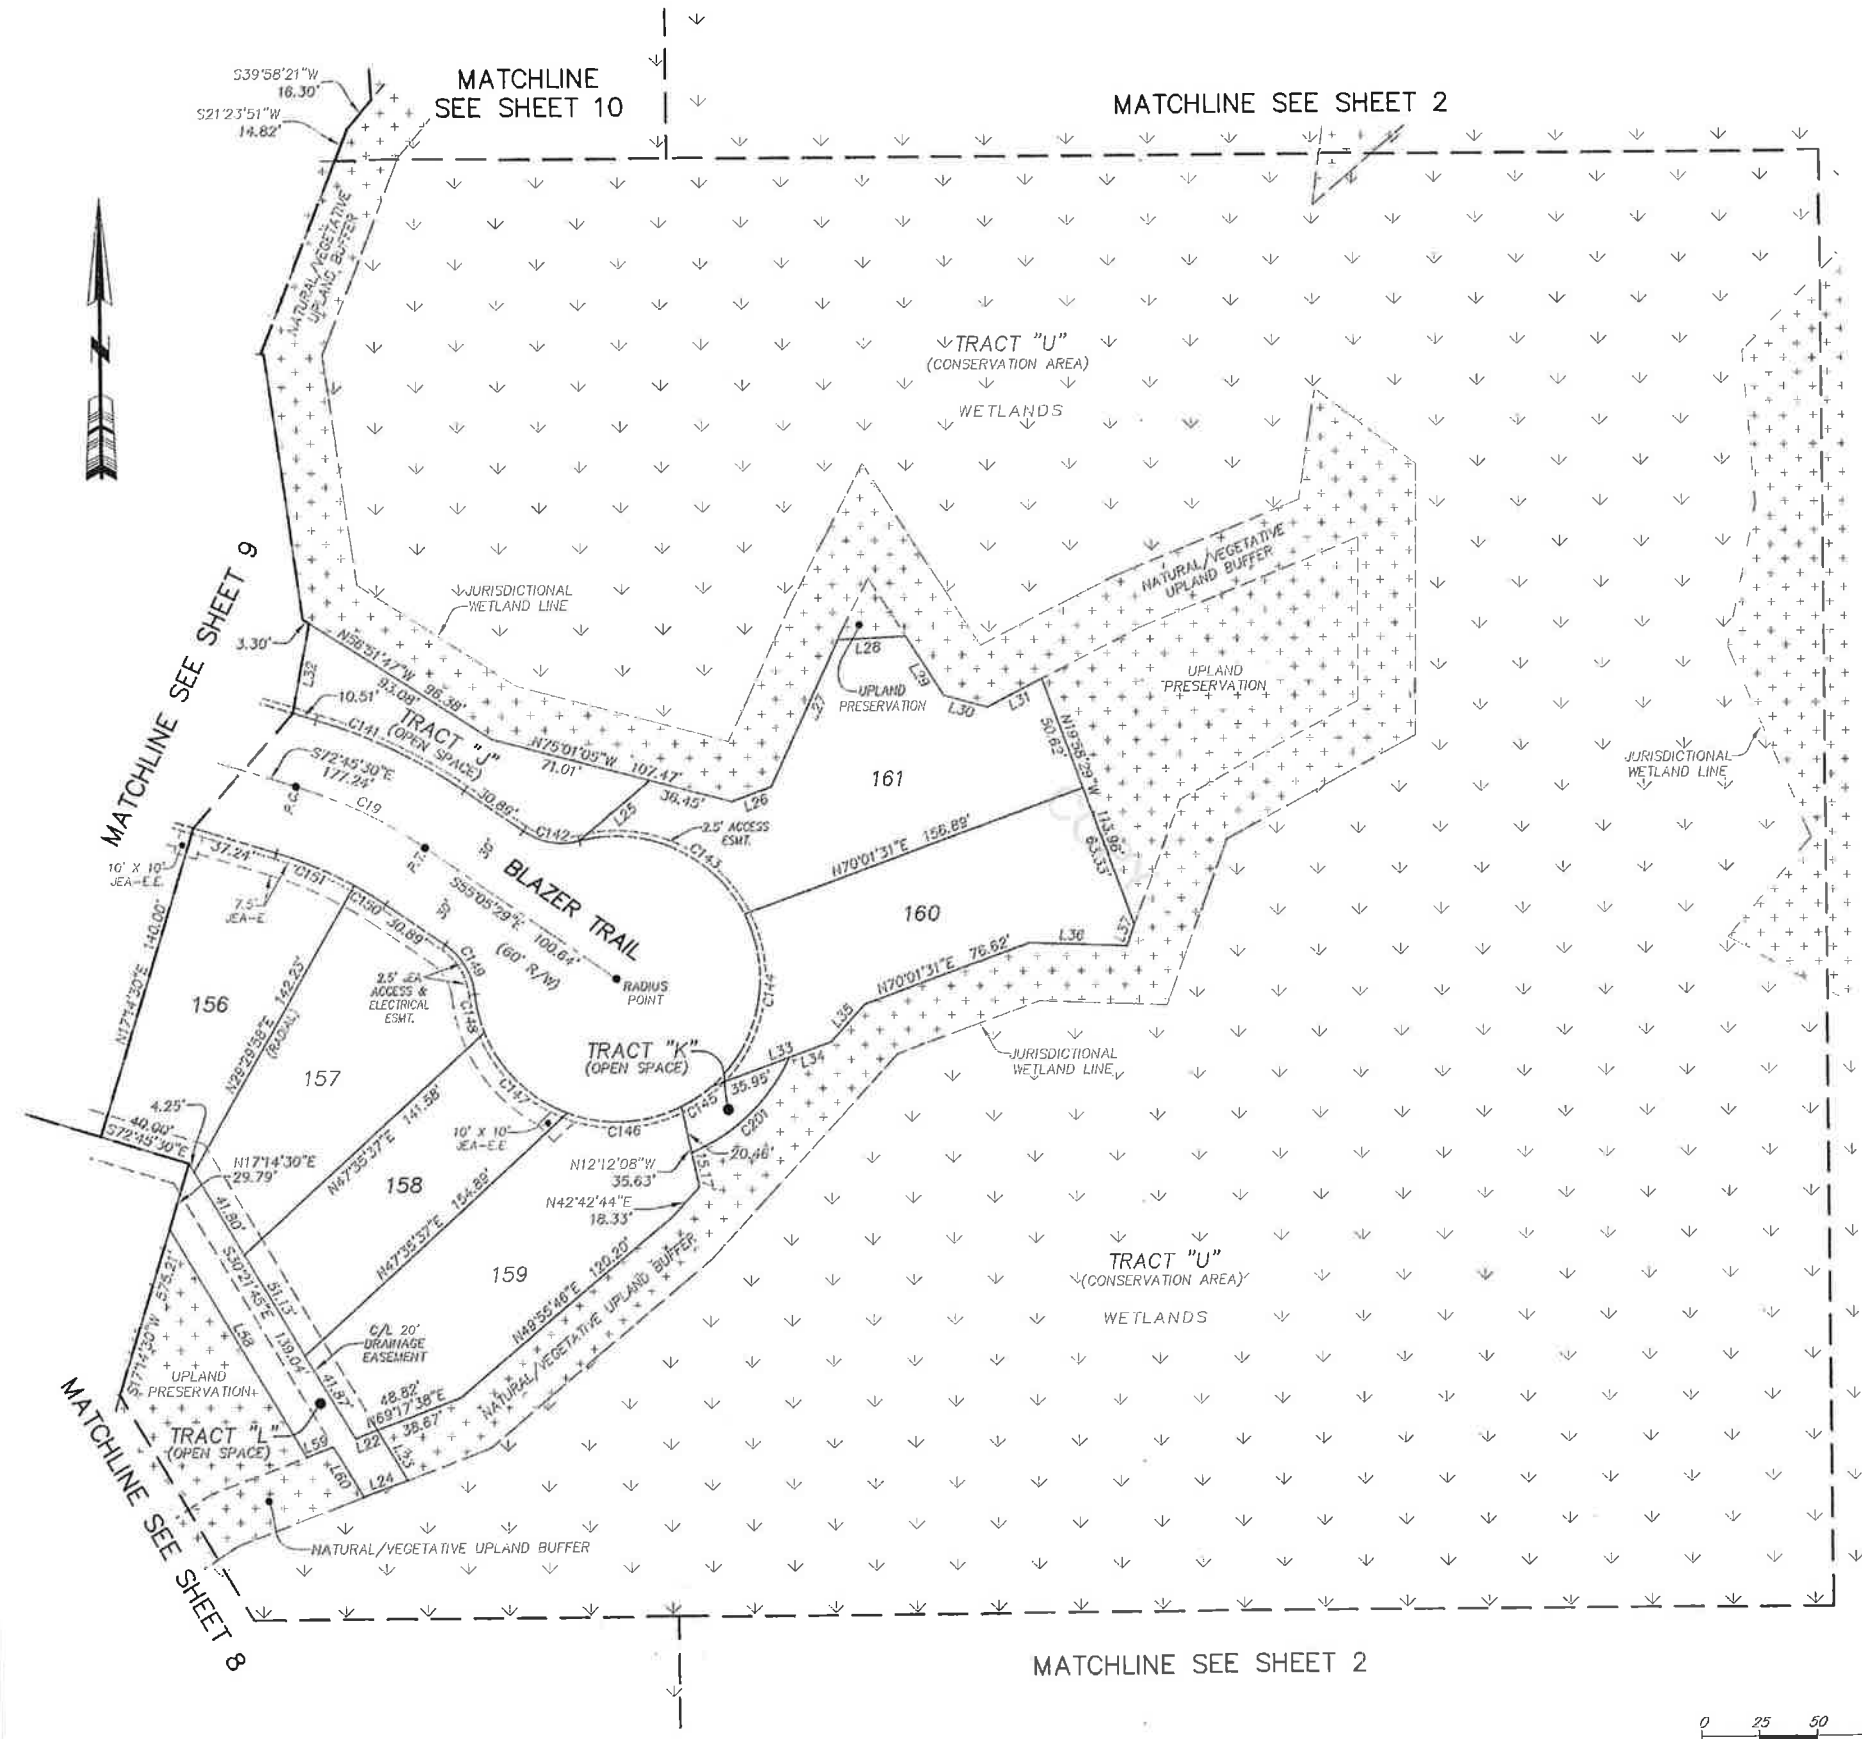 S39°58'21"W
16.30'
S21°23'51"W
14.82'
MATCHLINE
SEE SHEET 10
MATCHLINE SEE SHEET 2
NATURAL/VEGETATIVE
UPLAND BUFFER
N
TRACT "U"
(CONSERVATION AREA)
WETLANDS
MATCHLINE SEE SHEET 9
JURISDICTIONAL
WETLAND LINE
NATURAL/VEGETATIVE
UPLAND BUFFER
3.30'
L32
N56°51'47"W
96.38'
93.08'
L28
L29
L27
UPLAND
PRESERVATION
UPLAND
PRESERVATION
L30
L31
10.51'
C141
TRACT "J"
(OPEN SPACE)
N75°01'05"W
107.47'
71.01'
36.45'
N19°58'29"W
50.62'
113.96'
63.33'
JURISDICTIONAL
WETLAND LINE
S72°45'30"E
177.24'
P.C.
C19
30.89'
L26
161
C142
L25
2.5' ACCESS
ESMT.
C143
N70°01'31"E 156.89'
37.24'
30'
P.T.
BLAZER TRAIL
10' X 10'
JEA-E.E.
C151
7.5'
JEA-E
C150
30.89'
30'
S55°05'29"E
100.64'
(60' R/W)
160
L36
L37
N70°01'31"E 76.62'
N17°14'30"E 140.00'
156
142.23'
N29°29'58"E
(RADIAL)
2.5' JEA
ACCESS &
ELECTRICAL
ESMT.
C149
C148
RADIUS
POINT
C144
L35
TRACT "K"
(OPEN SPACE)
L33
L34
JURISDICTIONAL
WETLAND LINE
157
C147
35.95'
C145
4.25'
40.00'
S72°45'30"E
141.58'
N47°35'37"E
10' X 10'
JEA-E.E.
C146
C201
20.46'
N17°14'30"E
29.79'
N12°12'08"W
35.63'
15.17'
158
154.89'
N47°35'37"E
N42°42'44"E
18.33'
41.80'
S30°21'45"E
139.04'
51.13'
159
N49°55'46"E 120.20'
TRACT "U"
(CONSERVATION AREA)
WETLANDS
S17°14'30"W 575.21'
L58
C/L 20'
DRAINAGE
EASEMENT
NATURAL/VEGETATIVE UPLAND BUFFER
UPLAND
PRESERVATION
41.87'
48.82'
N69°17'38"E
38.67'
TRACT "L"
(OPEN SPACE)
L59
L22
L23
L60
L24
MATCHLINE SEE SHEET 8
NATURAL/VEGETATIVE UPLAND BUFFER
MATCHLINE SEE SHEET 2
0 25 50